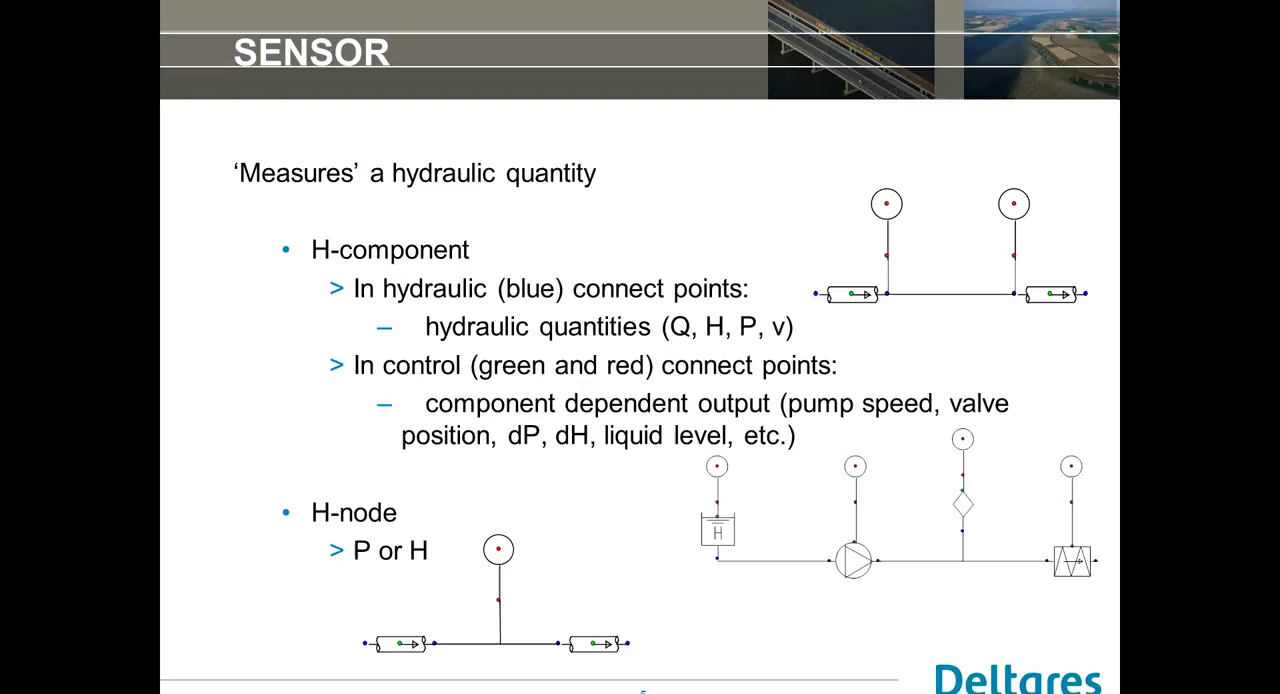 SENSOR
‘Measures’ a hydraulic quantity
• H-component
> In hydraulic (blue) connect points:
– hydraulic quantities (Q, H, P, v)
> In control (green and red) connect points:
– component dependent output (pump speed, valve
position, dP, dH, liquid level, etc.)
H
• H-node
> P or H
Deltares